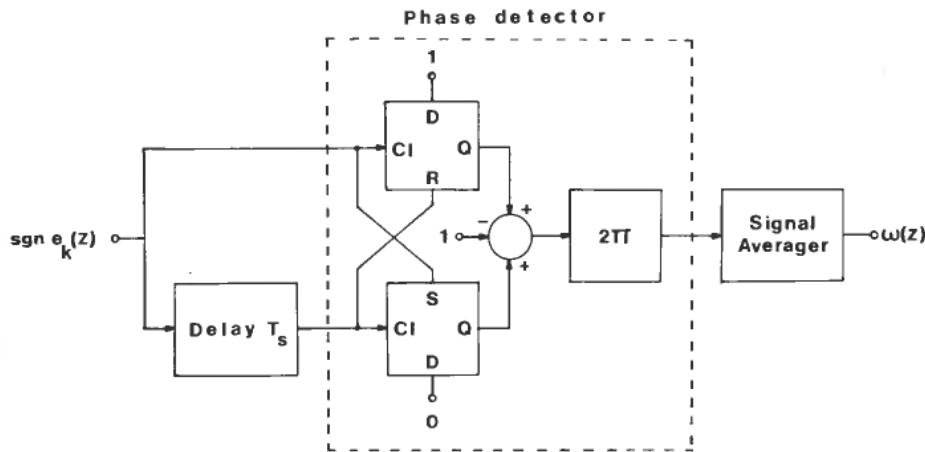 Phase detector
1
D
Cl Q
R
sgn e_k(z)
1
-
+
+
2π
Signal
Averager
ω(z)
Delay T_s
S
Cl Q
D
0